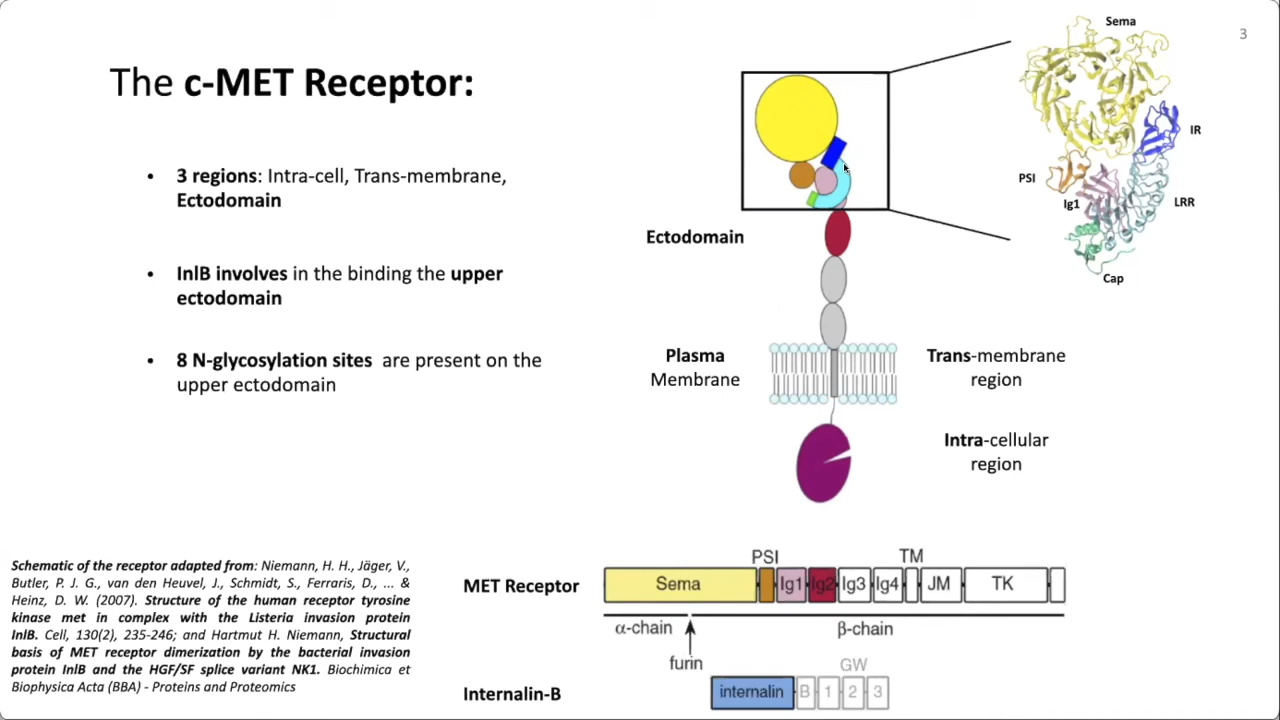 3
The c-MET Receptor:
• 3 regions: Intra-cell, Trans-membrane,
Ectodomain
• InlB involves in the binding the upper
ectodomain
• 8 N-glycosylation sites are present on the
upper ectodomain
Sema
IR
PSI
Ig1
LRR
Cap
Ectodomain
Plasma
Membrane
Trans-membrane
region
Intra-cellular
region
Schematic of the receptor adapted from: Niemann, H. H., Jäger, V.,
Butler, P. J. G., van den Heuvel, J., Schmidt, S., Ferraris, D., ... &
Heinz, D. W. (2007). Structure of the human receptor tyrosine
kinase met in complex with the Listeria invasion protein
InlB. Cell, 130(2), 235-246; and Hartmut H. Niemann, Structural
basis of MET receptor dimerization by the bacterial invasion
protein InlB and the HGF/SF splice variant NK1. Biochimica et
Biophysica Acta (BBA) - Proteins and Proteomics
PSI TM
MET Receptor Sema Ig1 Ig2 Ig3 Ig4 JM TK
α-chain β-chain
furin
GW
Internalin-B internalin B 1 2 3